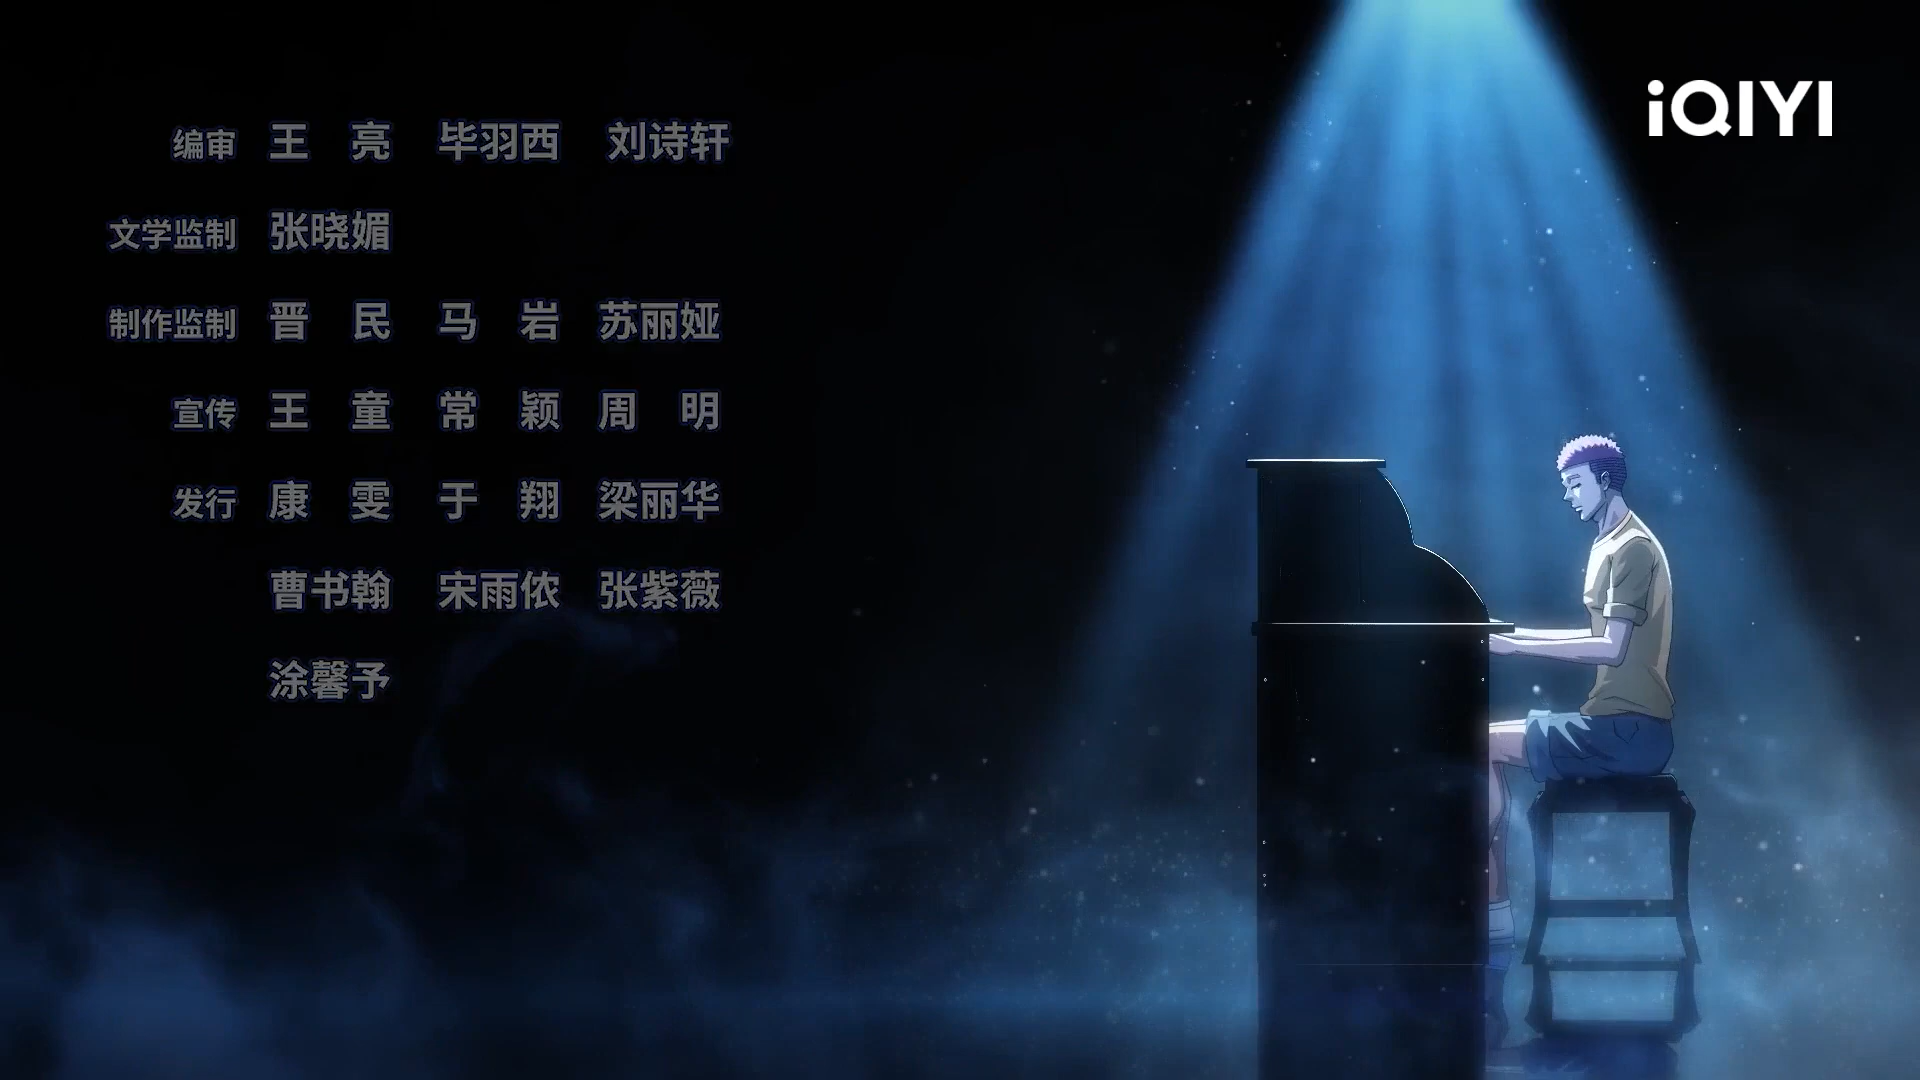 iQIYI
编审 王 亮 毕羽西 刘诗轩
文学监制 张晓媚
制作监制 晋 民 马 岩 苏丽娅
宣传 王 童 常 颖 周 明
发行 康 雯 于 翔 梁丽华
曹书翰 宋雨侬 张紫薇
涂馨予